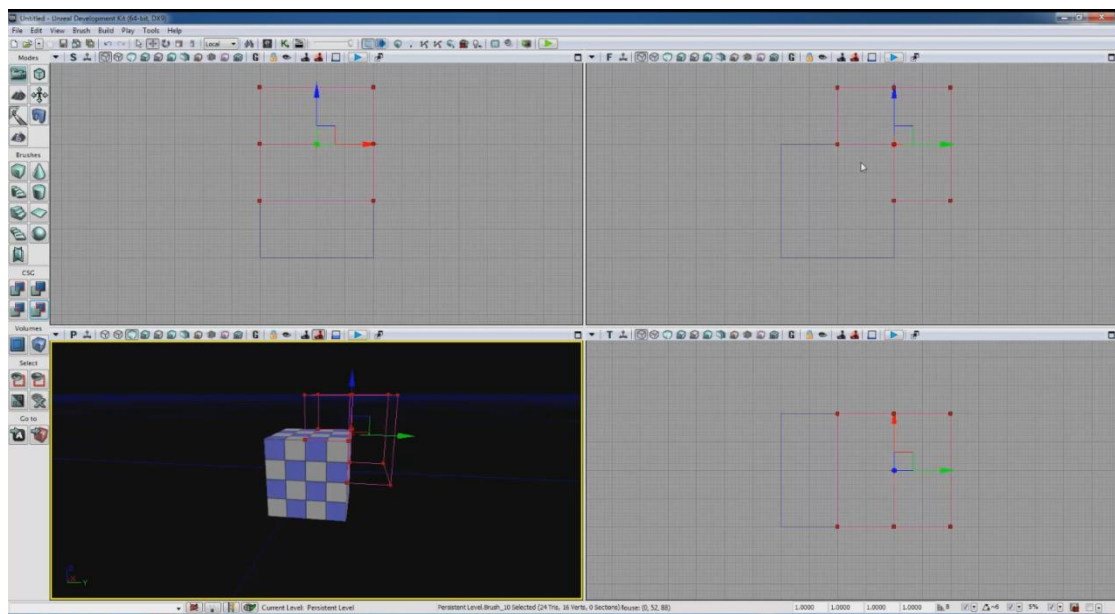 Untitled - Unreal Development Kit (64-bit, DX9)
File Edit View Brush Build Play Tools Help
Local
G
Modes
S
G
F
G
Brushes
CSG
Volumes
P
G
T
G
Select
Go to
A
Z
Y
Current Level: Persistent Level
Persistent Level.Brush_10 Selected (24 Tris, 16 Verts, 0 Sections)
Mouse: (0, 52, 88)
1.0000 1.0000 1.0000 1.0000
8
5%